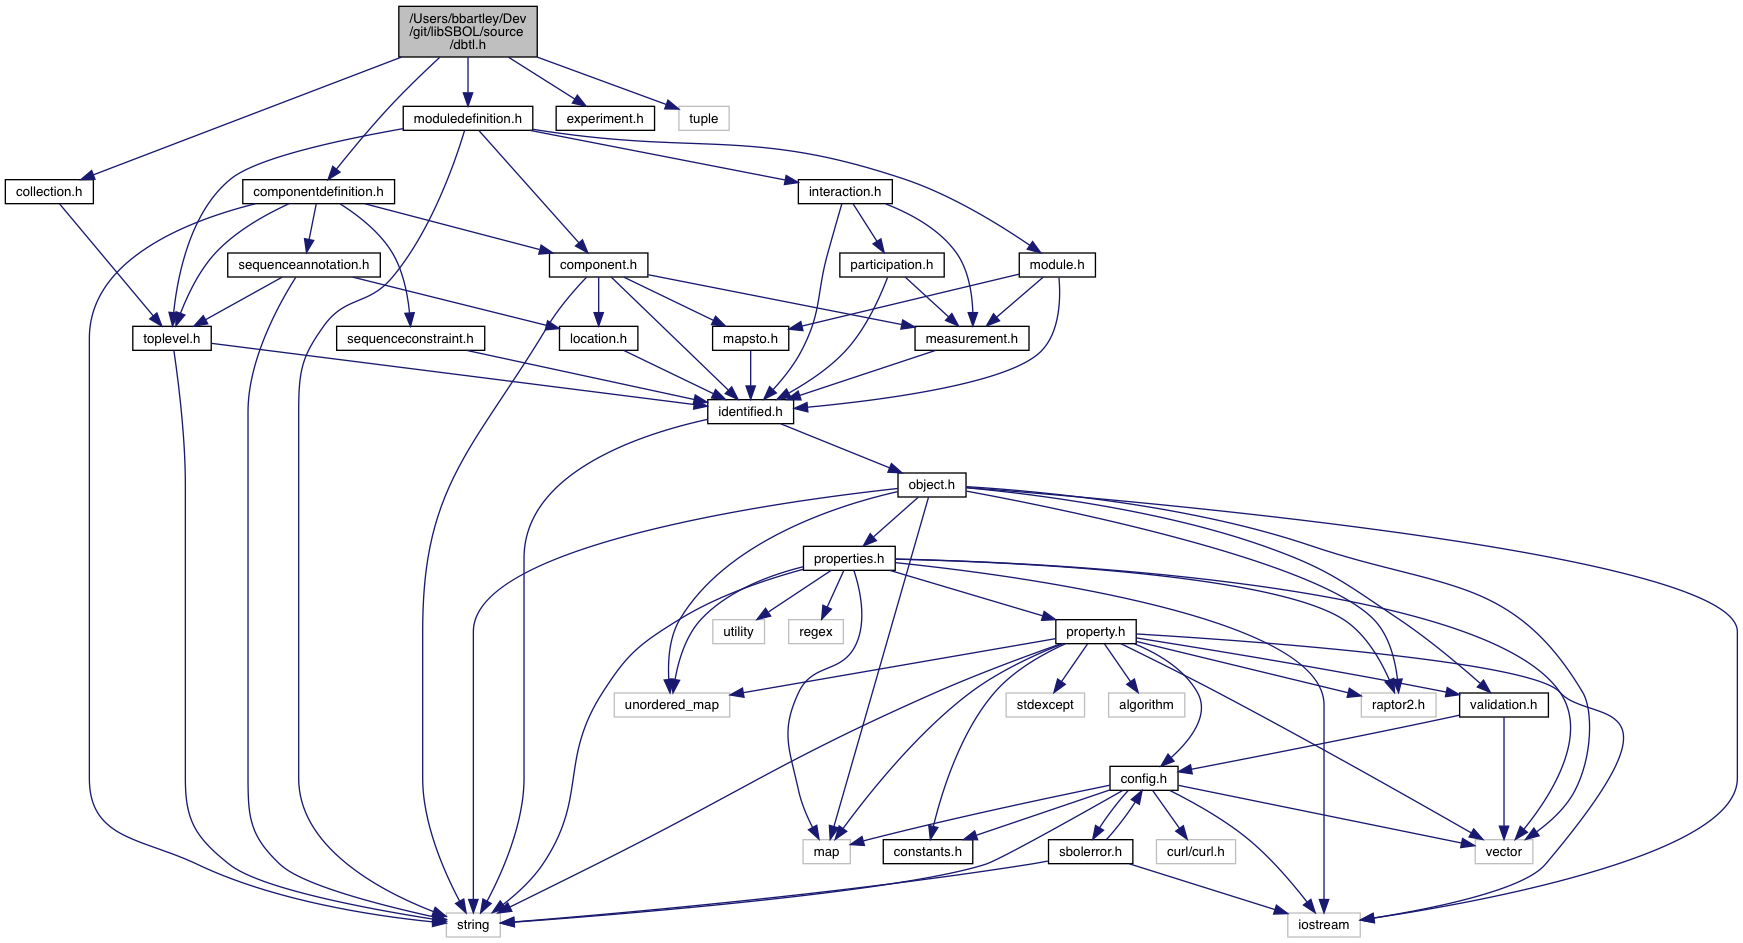 /Users/bbartley/Dev
/git/libSBOL/source
/dbtl.h
moduledefinition.h
experiment.h
tuple
collection.h
componentdefinition.h
interaction.h
sequenceannotation.h
component.h
participation.h
module.h
toplevel.h
sequenceconstraint.h
location.h
mapsto.h
measurement.h
identified.h
object.h
properties.h
utility
regex
property.h
unordered_map
stdexcept
algorithm
raptor2.h
validation.h
config.h
map
constants.h
sbolerror.h
curl/curl.h
vector
string
iostream